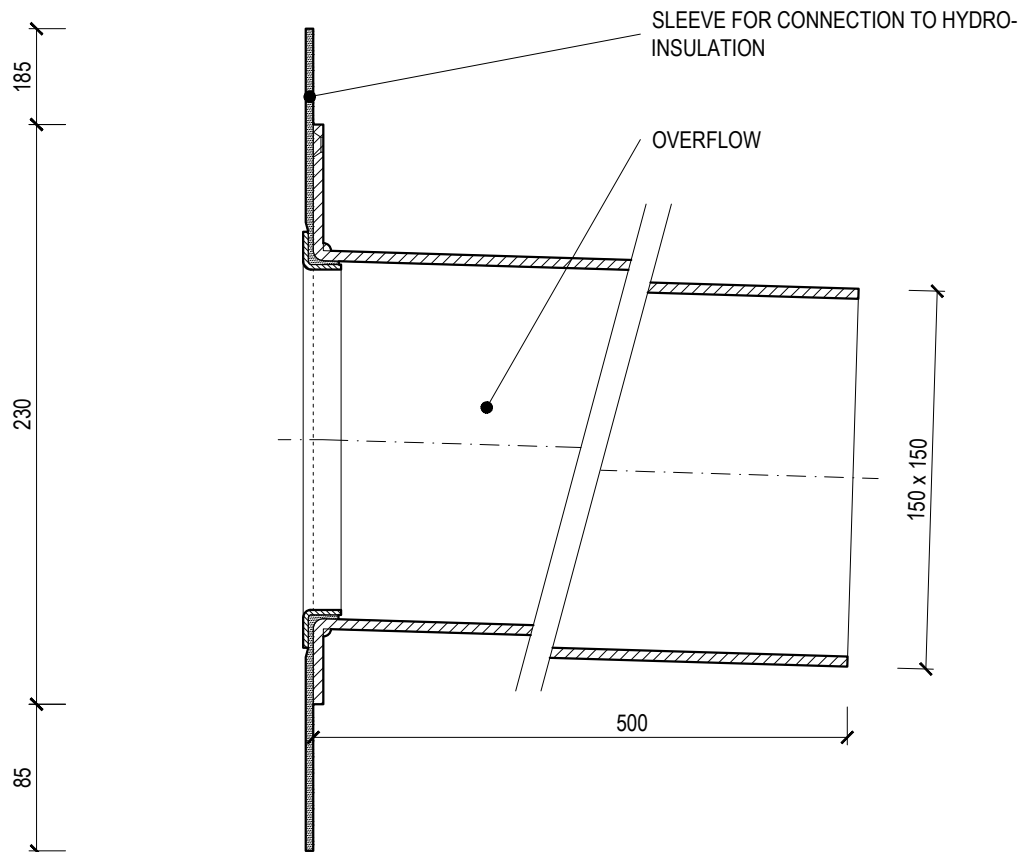 SLEEVE FOR CONNECTION TO HYDRO-
INSULATION
OVERFLOW
185
230
85
500
150 x 150